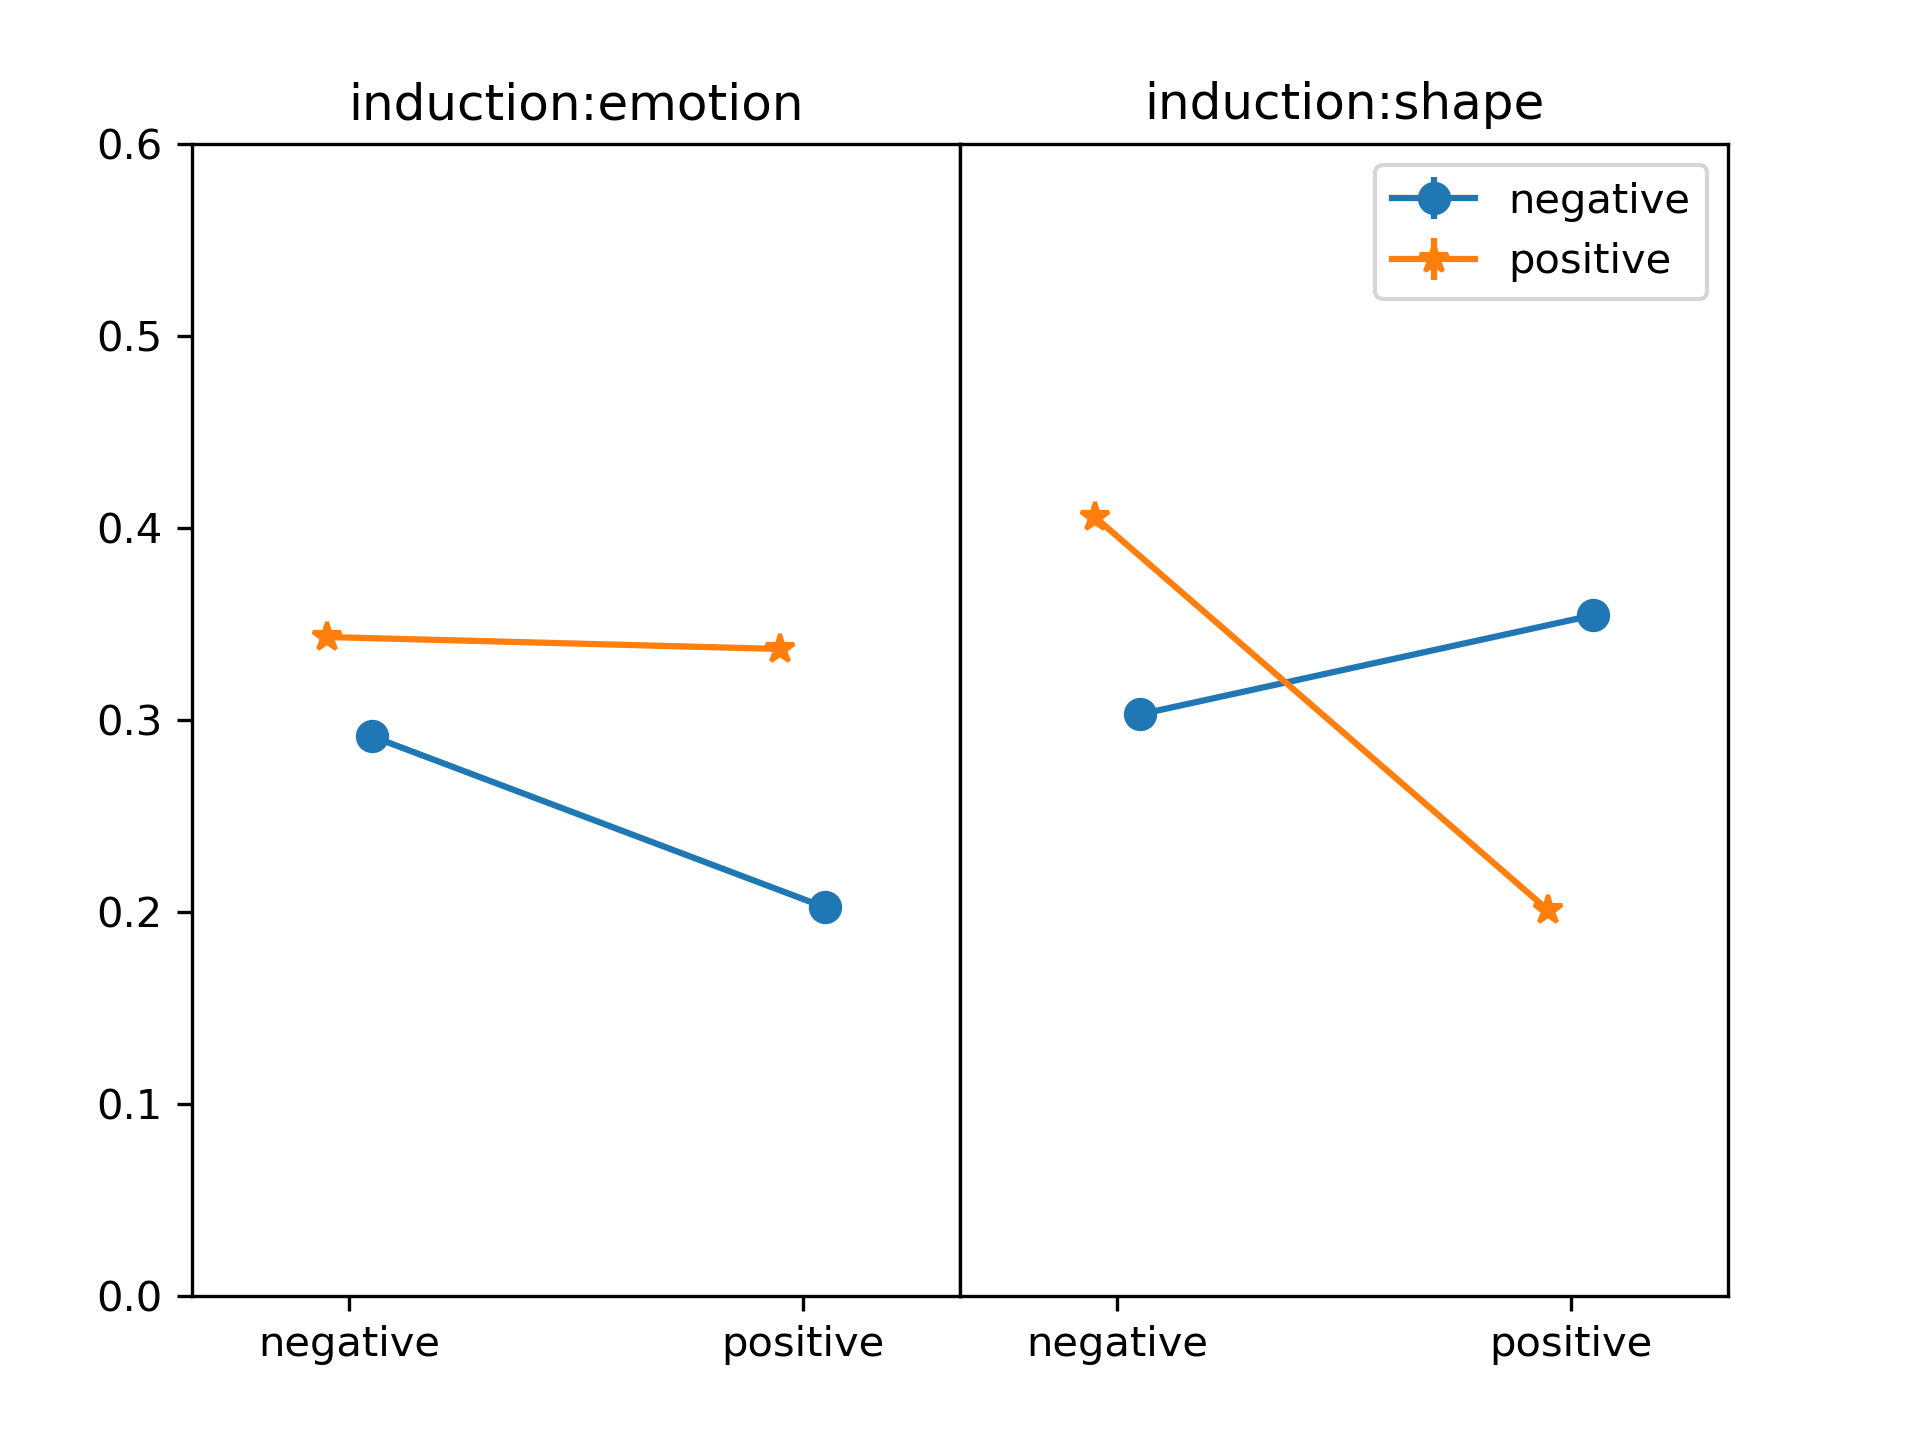 induction:emotion
induction:shape
0.6
0.5
0.4
0.3
0.2
0.1
0.0
negative
positive
negative
positive
negative
positive